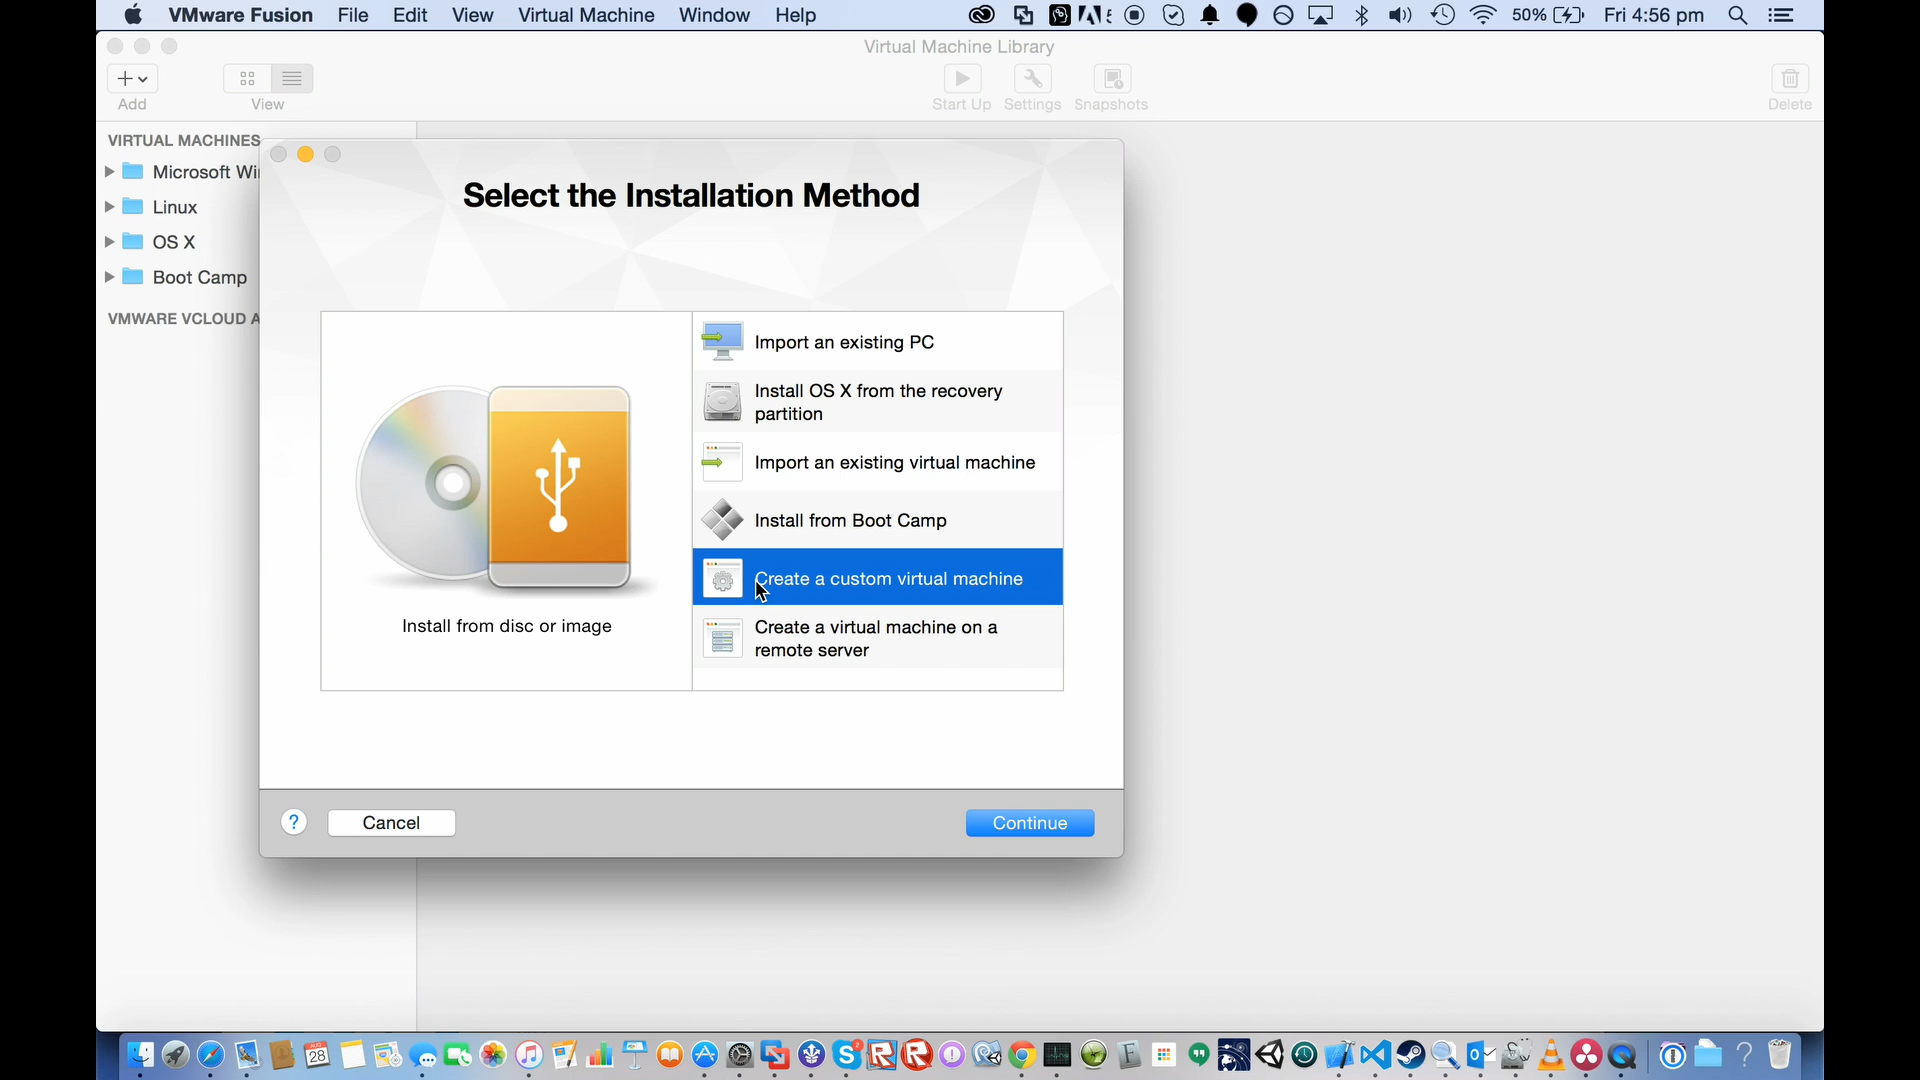 VMware Fusion File Edit View Virtual Machine Window Help 50% Fri 4:56 pm
Virtual Machine Library
Add View Start Up Settings Snapshots Delete
VIRTUAL MACHINES
Microsoft Wi
Linux
OS X
Boot Camp
VMWARE VCLOUD A
Select the Installation Method
Install from disc or image
Import an existing PC
Install OS X from the recovery
partition
Import an existing virtual machine
Install from Boot Camp
Create a custom virtual machine
Create a virtual machine on a
remote server
? Cancel Continue
AUG
28
2